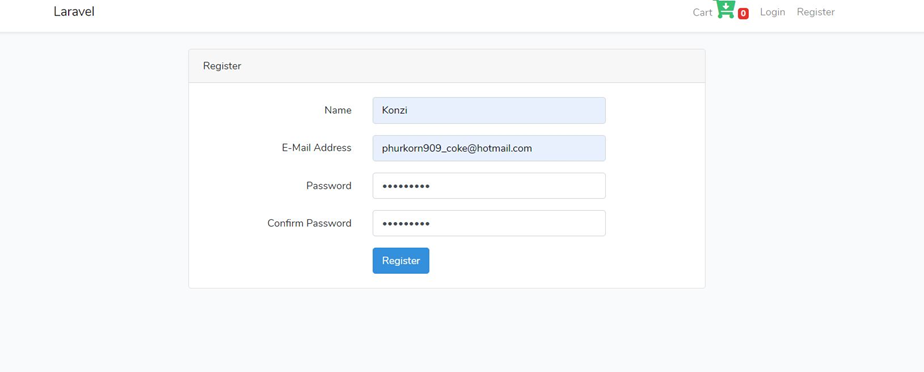 Laravel Cart 0 Login Register
Register
Name Konzi
E-Mail Address phurkorn909_coke@hotmail.com
Password •••••••••
Confirm Password •••••••••
Register